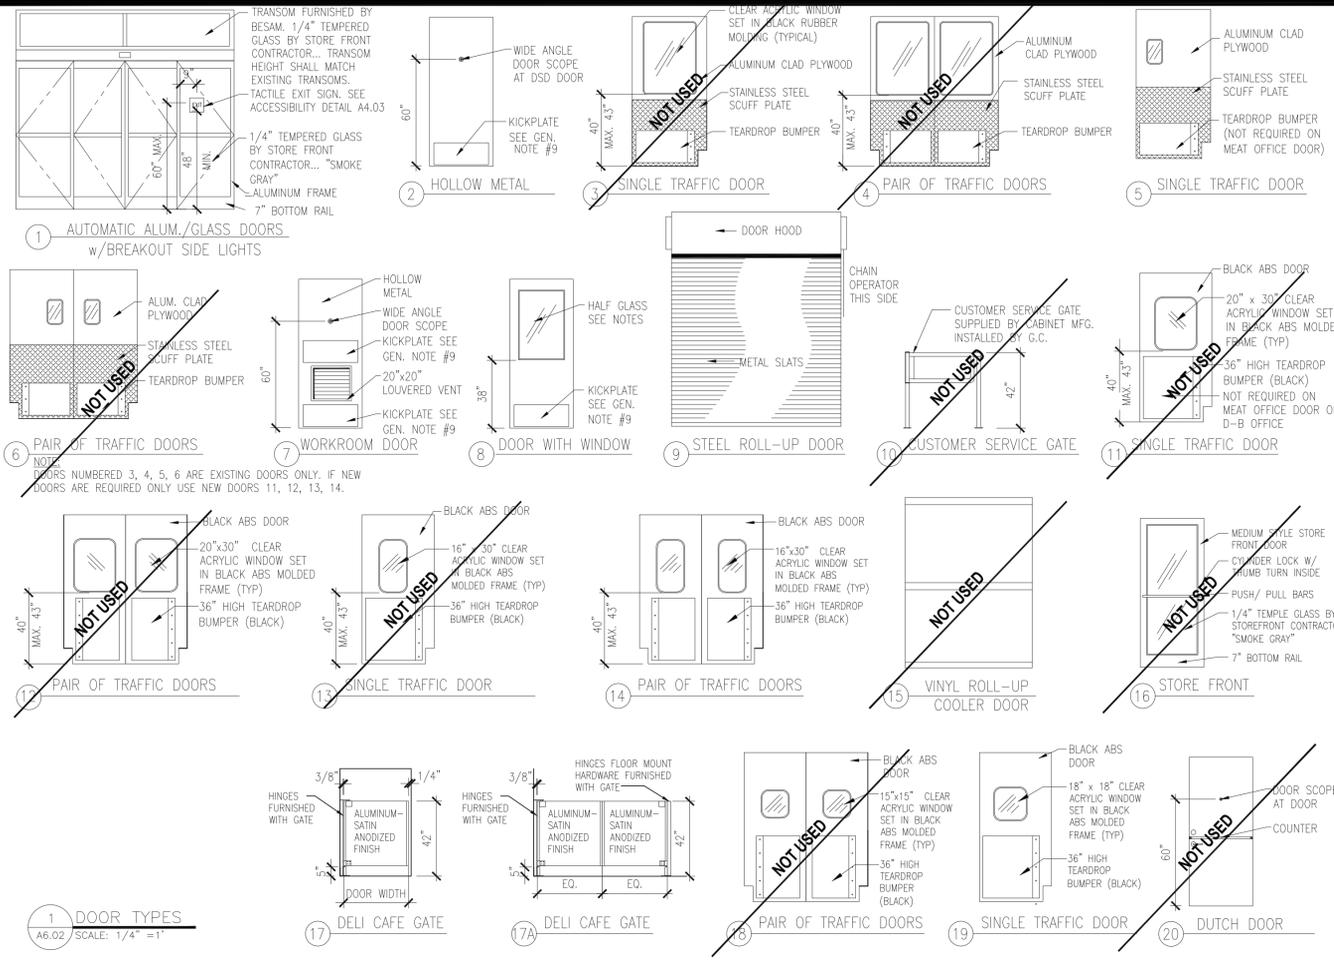 TRANSOM FURNISHED BY
BESAM. 1/4" TEMPERED
GLASS BY STORE FRONT
CONTRACTOR... TRANSOM
HEIGHT SHALL MATCH
EXISTING TRANSOMS.
TACTILE EXIT SIGN. SEE
ACCESSIBILITY DETAIL A4.03
1/4" TEMPERED GLASS
BY STORE FRONT
CONTRACTOR... "SMOKE
GRAY"
ALUMINUM FRAME
7" BOTTOM RAIL
EXIT
60" MAX.
48"
MIN.
1 AUTOMATIC ALUM./GLASS DOORS
w/BREAKOUT SIDE LIGHTS
WIDE ANGLE
DOOR SCOPE
AT DSD DOOR
KICKPLATE
SEE GEN.
NOTE #9
60"
2 HOLLOW METAL
CLEAR ACRYLIC WINDOW
SET IN BLACK RUBBER
MOLDING (TYPICAL)
ALUMINUM CLAD PLYWOOD
STAINLESS STEEL
SCUFF PLATE
TEARDROP BUMPER
40"
MAX. 43"
NOT USED
3 SINGLE TRAFFIC DOOR
ALUMINUM
CLAD PLYWOOD
STAINLESS STEEL
SCUFF PLATE
TEARDROP BUMPER
40"
MAX. 43"
NOT USED
4 PAIR OF TRAFFIC DOORS
ALUMINUM CLAD
PLYWOOD
STAINLESS STEEL
SCUFF PLATE
TEARDROP BUMPER
(NOT REQUIRED ON
MEAT OFFICE DOOR)
5 SINGLE TRAFFIC DOOR
ALUM. CLAD
PLYWOOD
STAINLESS STEEL
SCUFF PLATE
TEARDROP BUMPER
NOT USED
6 PAIR OF TRAFFIC DOORS
NOTE:
DOORS NUMBERED 3, 4, 5, 6 ARE EXISTING DOORS ONLY. IF NEW
DOORS ARE REQUIRED ONLY USE NEW DOORS 11, 12, 13, 14.
HOLLOW
METAL
WIDE ANGLE
DOOR SCOPE
KICKPLATE SEE
GEN. NOTE #9
20"x20"
LOUVERED VENT
KICKPLATE SEE
GEN. NOTE #9
60"
7 WORKROOM DOOR
HALF GLASS
SEE NOTES
KICKPLATE
SEE GEN.
NOTE #9
38"
8 DOOR WITH WINDOW
DOOR HOOD
CHAIN
OPERATOR
THIS SIDE
METAL SLATS
9 STEEL ROLL-UP DOOR
CUSTOMER SERVICE GATE
SUPPLIED BY CABINET MFG.
INSTALLED BY G.C.
42"
NOT USED
10 CUSTOMER SERVICE GATE
BLACK ABS DOOR
20" x 30" CLEAR
ACRYLIC WINDOW SET
IN BLACK ABS MOLDE
FRAME (TYP)
36" HIGH TEARDROP
BUMPER (BLACK)
NOT REQUIRED ON
MEAT OFFICE DOOR O
D-B OFFICE
40"
MAX. 43"
NOT USED
11 SINGLE TRAFFIC DOOR
BLACK ABS DOOR
20"x30" CLEAR
ACRYLIC WINDOW SET
IN BLACK ABS MOLDED
FRAME (TYP)
36" HIGH TEARDROP
BUMPER (BLACK)
40"
MAX. 43"
NOT USED
12 PAIR OF TRAFFIC DOORS
BLACK ABS DOOR
16" x 30" CLEAR
ACRYLIC WINDOW SET
IN BLACK ABS
MOLDED FRAME (TYP)
36" HIGH TEARDROP
BUMPER (BLACK)
40"
MAX. 43"
NOT USED
13 SINGLE TRAFFIC DOOR
BLACK ABS DOOR
16"x30" CLEAR
ACRYLIC WINDOW SET
IN BLACK ABS
MOLDED FRAME (TYP)
36" HIGH TEARDROP
BUMPER (BLACK)
40"
MAX. 43"
14 PAIR OF TRAFFIC DOORS
NOT USED
15 VINYL ROLL-UP
COOLER DOOR
MEDIUM STYLE STORE
FRONT DOOR
CYLINDER LOCK W/
THUMB TURN INSIDE
PUSH/ PULL BARS
1/4" TEMPLE GLASS BY
STOREFRONT CONTRACTO
"SMOKE GRAY"
7" BOTTOM RAIL
NOT USED
16 STORE FRONT
1
A6.02
DOOR TYPES
SCALE: 1/4" =1'
3/8"
1/4"
HINGES
FURNISHED
WITH GATE
ALUMINUM-
SATIN
ANODIZED
FINISH
42"
5"
DOOR WIDTH
17 DELI CAFE GATE
HINGES FLOOR MOUNT
HARDWARE FURNISHED
WITH GATE
3/8"
HINGES
FURNISHED
WITH GATE
ALUMINUM-
SATIN
ANODIZED
FINISH
ALUMINUM-
SATIN
ANODIZED
FINISH
42"
5"
EQ. EQ.
17A DELI CAFE GATE
BLACK ABS
DOOR
15"x15" CLEAR
ACRYLIC WINDOW
SET IN BLACK
ABS MOLDED
FRAME (TYP)
36" HIGH
TEARDROP
BUMPER
(BLACK)
NOT USED
18 PAIR OF TRAFFIC DOORS
BLACK ABS
DOOR
18" x 18" CLEAR
ACRYLIC WINDOW
SET IN BLACK
ABS MOLDED
FRAME (TYP)
36" HIGH
TEARDROP
BUMPER (BLACK)
19 SINGLE TRAFFIC DOOR
DOOR SCOPE
AT DOOR
COUNTER
60"
NOT USED
20 DUTCH DOOR